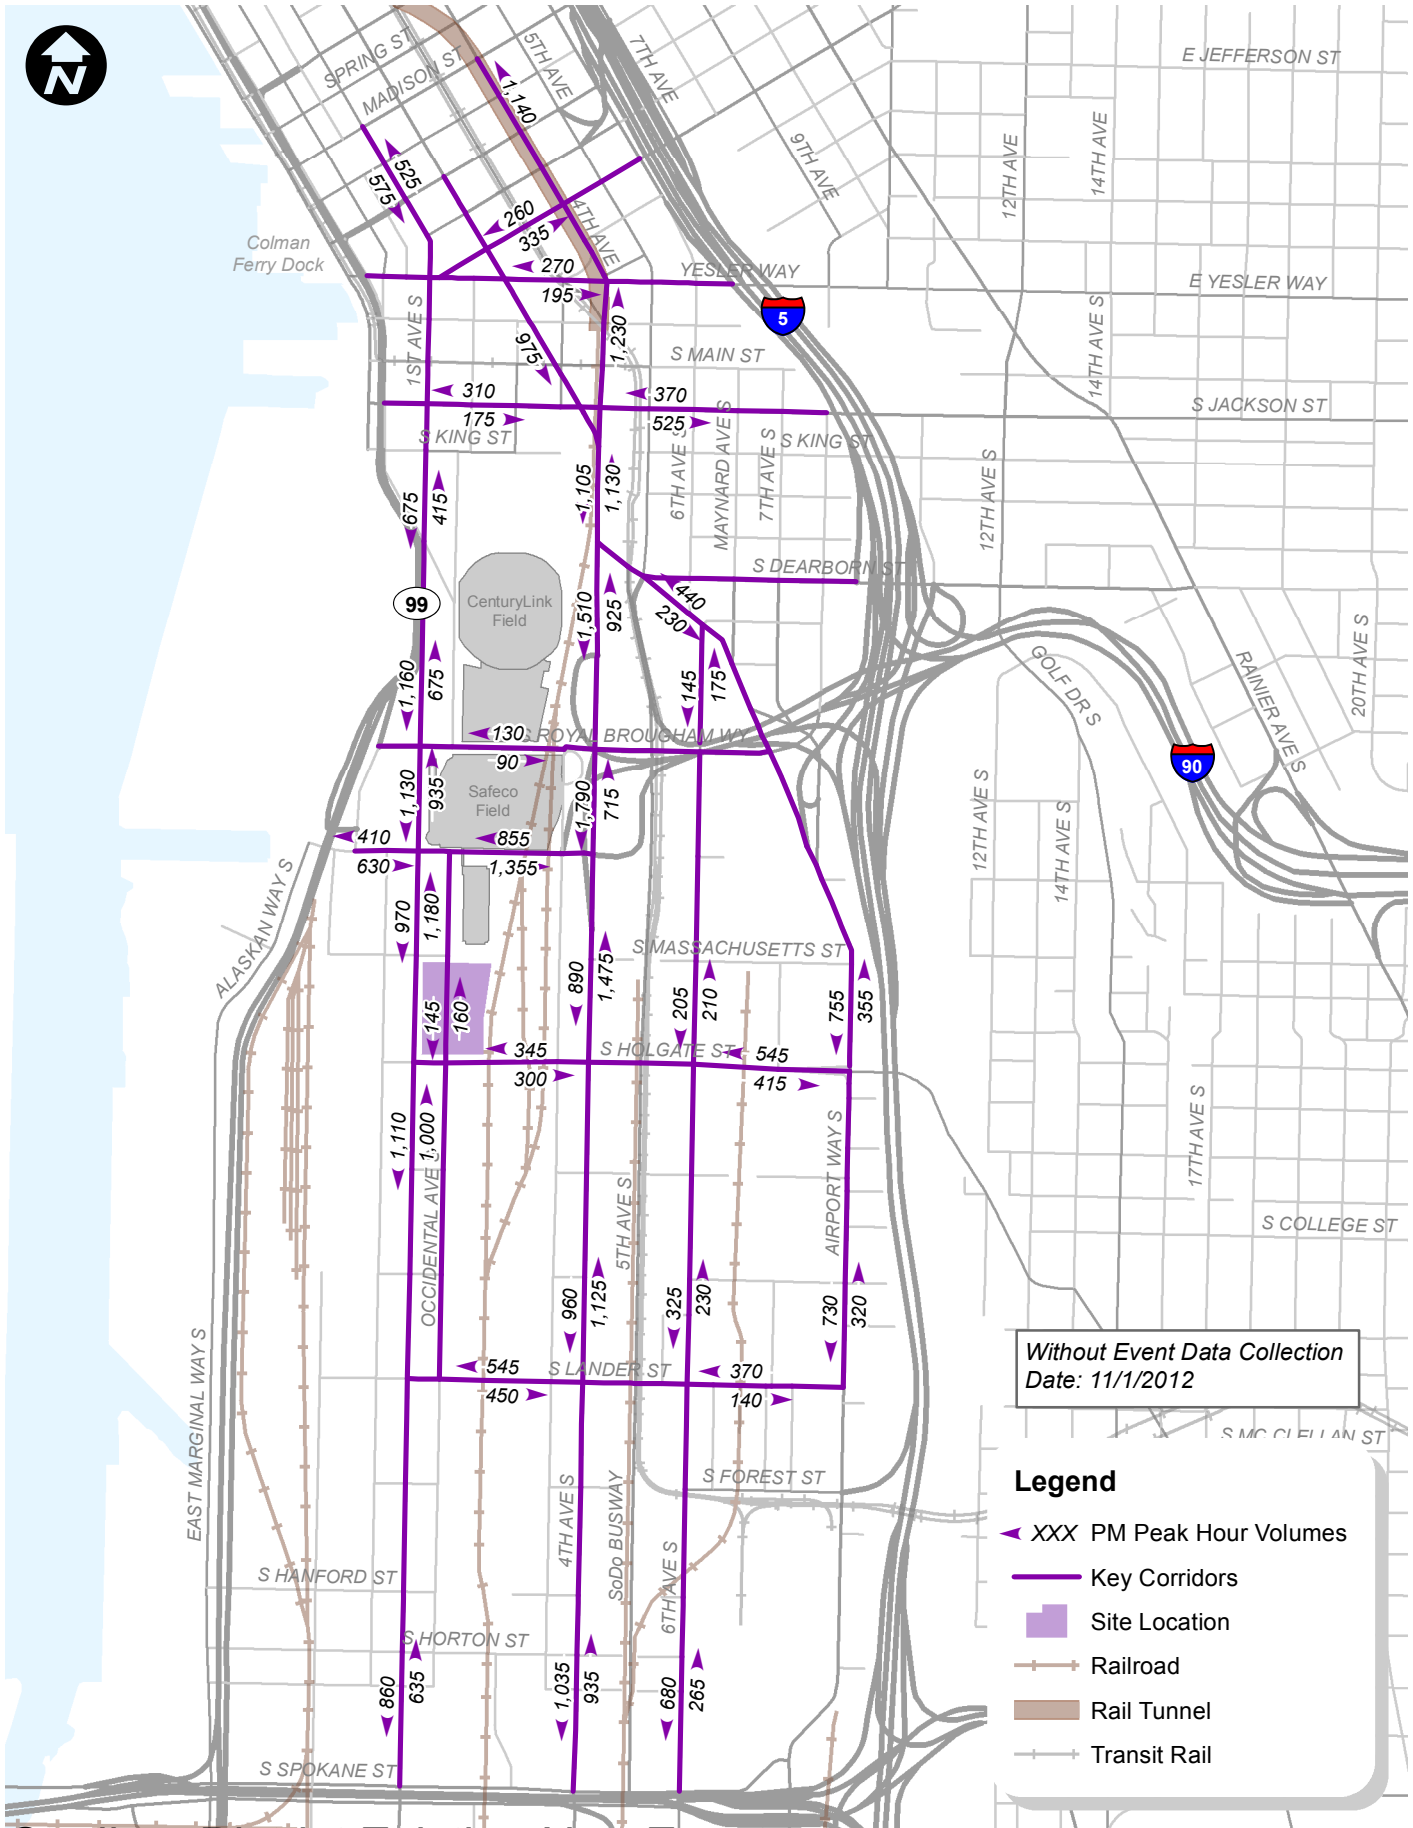 N
SPRING ST
MADISON ST
5TH AVE
7TH AVE
E JEFFERSON ST
1,140
9TH AVE
12TH AVE
14TH AVE
525
575
260
335
4TH AVE
Colman
Ferry Dock
270
195
YESLER WAY
E YESLER WAY
5
1ST AVE S
975
1,230
S MAIN ST
14TH AVE S
310
175
370
525
S JACKSON ST
S KING ST
S KING ST
6TH AVE S
MAYNARD AVE S
7TH AVE S
12TH AVE S
675
415
1,105
1,130
S DEARBORN ST
99
CenturyLink
Field
1,510
925
440
230
GOLF DR S
RAINIER AVE S
20TH AVE S
1,160
675
145
175
130
S ROYAL BROUGHAM WY
90
90
1,130
935
Safeco
Field
1,790
715
12TH AVE S
14TH AVE S
410
855
630
1,355
ALASKAN WAY S
970
1,180
S MASSACHUSETTS ST
890
1,475
205
210
755
355
145
160
345
S HOLGATE ST
545
300
415
1,110
1,000
AIRPORT WAY S
17TH AVE S
OCCIDENTAL AVE S
5TH AVE S
S COLLEGE ST
960
1,125
325
230
730
320
EAST MARGINAL WAY S
545
S LANDER ST
370
450
140
Without Event Data Collection
Date: 11/1/2012
S MC CLELLAN ST
S FOREST ST
4TH AVE S
SoDo BUSWAY
6TH AVE S
S HANFORD ST
S HORTON ST
860
635
1,035
935
680
265
S SPOKANE ST
Legend
XXX PM Peak Hour Volumes
Key Corridors
Site Location
Railroad
Rail Tunnel
Transit Rail